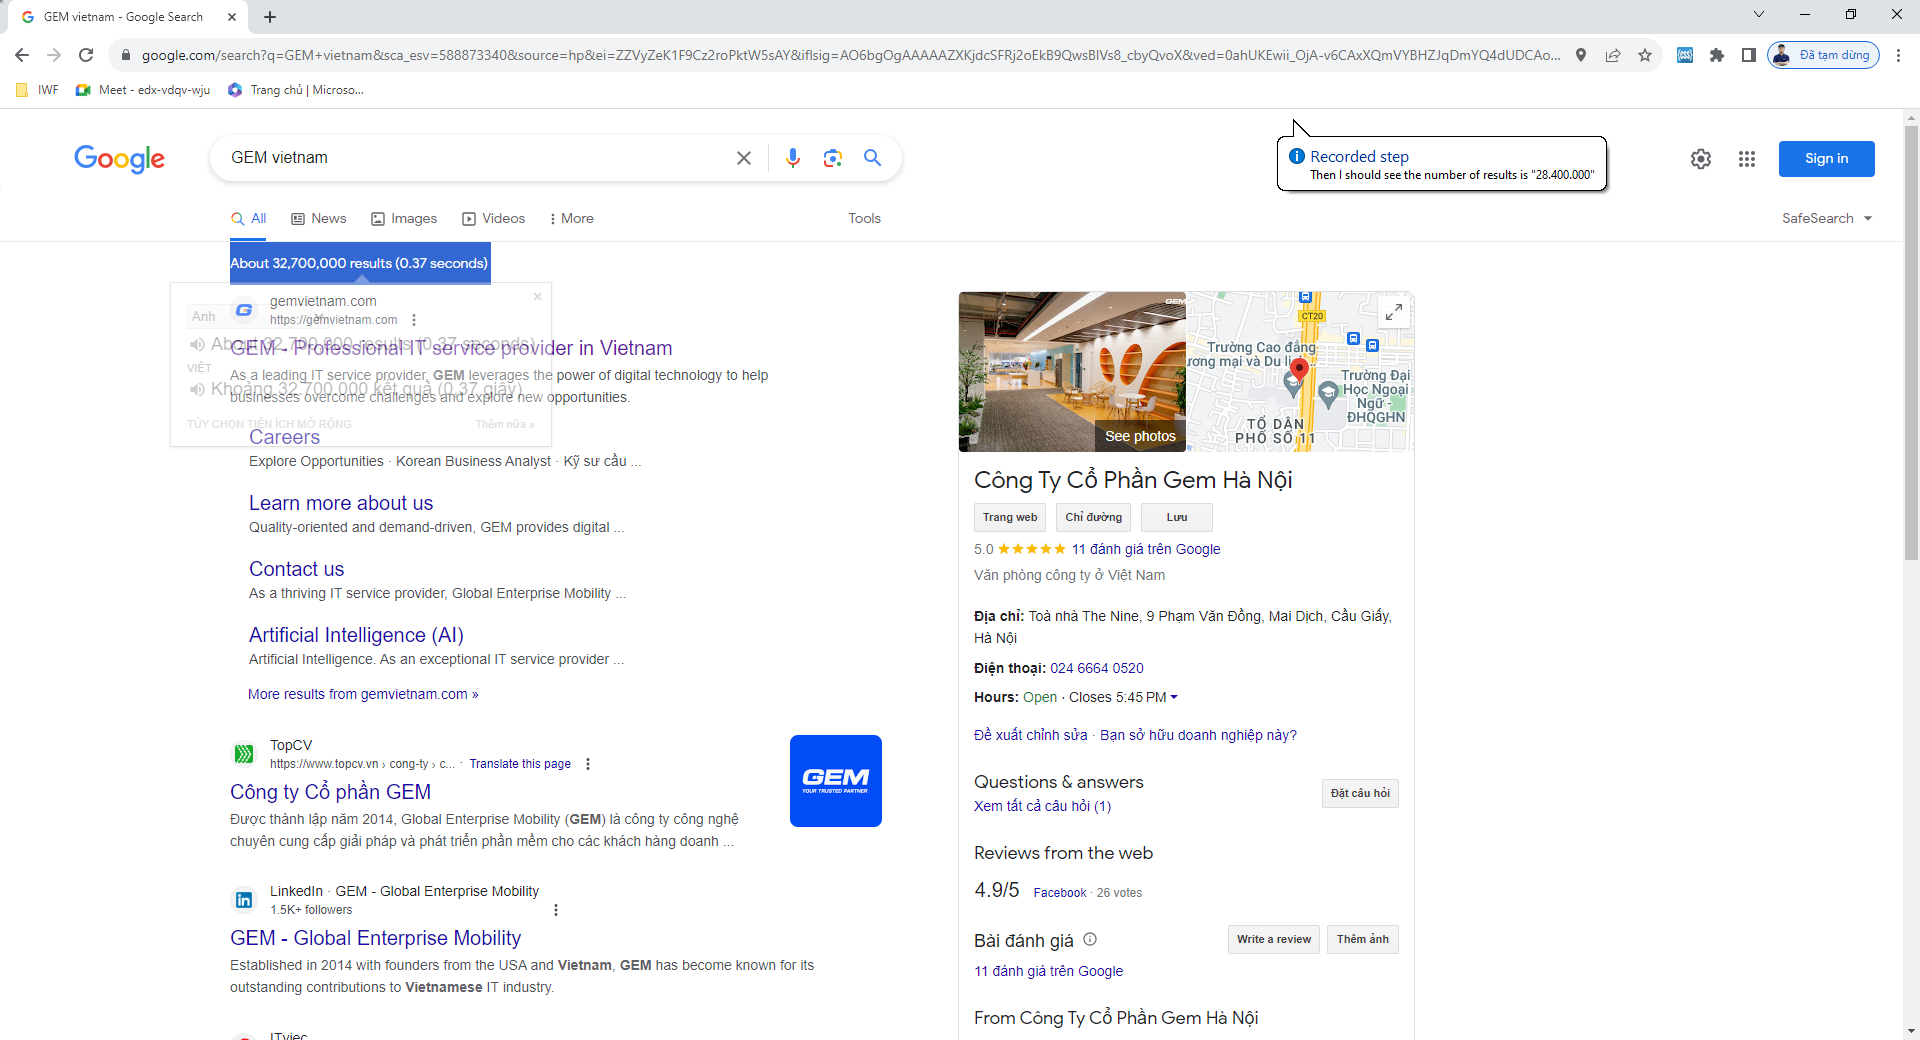 GEM vietnam - Google Search
google.com/search?q=GEM+vietnam&sca_esv=588873340&source=hp&ei=ZZVyZeK1F9Cz2roPktW5sAY&iflsig=AO6bgOgAAAAAZXKjdcSFRj2oEkB9QwsBlVs8_cbyQvoX&ved=0ahUKEwii_OjA-v6CAxXQmVYBHZJqDmYQ4dUDCAo...
Đã tạm dừng
IWF
Meet - edx-vdqv-wju
Trang chủ | Microso...
Google
GEM vietnam
Recorded step
Then I should see the number of results is "28.400.000"
Sign in
All
News
Images
Videos
More
Tools
SafeSearch
About 32,700,000 results (0.37 seconds)
gemvietnam.com
https://gemvietnam.com
Anh
About 32,700,000 results (0.37 seconds)
GEM - Professional IT service provider in Vietnam
VIỆT
As a leading IT service provider, GEM leverages the power of digital technology to help
Khoảng 32.700.000 kết quả (0,37 giây)
businesses overcome challenges and explore new opportunities.
TÙY CHỌN TIỆN ÍCH MỞ RỘNG
Thêm nữa »
Careers
Explore Opportunities · Korean Business Analyst · Kỹ sư cầu ...
Learn more about us
Quality-oriented and demand-driven, GEM provides digital ...
Contact us
As a thriving IT service provider, Global Enterprise Mobility ...
Artificial Intelligence (AI)
Artificial Intelligence. As an exceptional IT service provider ...
More results from gemvietnam.com »
TopCV
https://www.topcv.vn › cong-ty › c... · Translate this page
Công ty Cổ phần GEM
Được thành lập năm 2014, Global Enterprise Mobility (GEM) là công ty công nghệ
chuyên cung cấp giải pháp và phát triển phần mềm cho các khách hàng doanh ...
GEM
YOUR TRUSTED PARTNER
LinkedIn · GEM - Global Enterprise Mobility
1.5K+ followers
GEM - Global Enterprise Mobility
Established in 2014 with founders from the USA and Vietnam, GEM has become known for its
outstanding contributions to Vietnamese IT industry.
ITviec
GEM
See photos
CT20
Trường Cao đẳng
ương mại và Du lị...
Trường Đại
Học Ngoại
Ngữ -
ĐHQGHN
TỔ DÂN
PHỐ SỐ 11
Công Ty Cổ Phần Gem Hà Nội
Trang web
Chỉ đường
Lưu
5.0 ★★★★★ 11 đánh giá trên Google
Văn phòng công ty ở Việt Nam
Địa chỉ: Toà nhà The Nine, 9 Phạm Văn Đồng, Mai Dịch, Cầu Giấy,
Hà Nội
Điện thoại: 024 6664 0520
Hours: Open · Closes 5:45 PM
Đề xuất chỉnh sửa · Bạn sở hữu doanh nghiệp này?
Questions & answers
Xem tất cả câu hỏi (1)
Đặt câu hỏi
Reviews from the web
4.9/5 Facebook · 26 votes
Bài đánh giá
Write a review
Thêm ảnh
11 đánh giá trên Google
From Công Ty Cổ Phần Gem Hà Nội